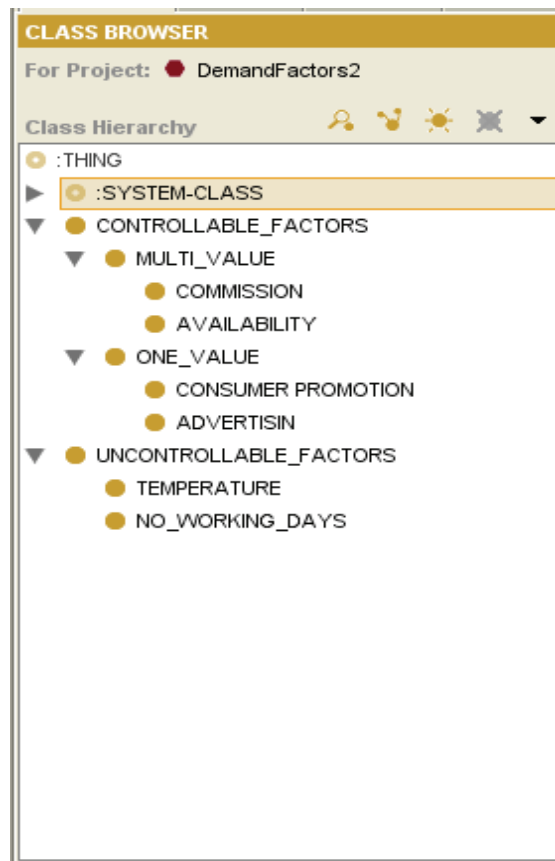 CLASS BROWSER
For Project: DemandFactors2
Class Hierarchy
:THING
:SYSTEM-CLASS
CONTROLLABLE_FACTORS
MULTI_VALUE
COMMISSION
AVAILABILITY
ONE_VALUE
CONSUMER PROMOTION
ADVERTISIN
UNCONTROLLABLE_FACTORS
TEMPERATURE
NO_WORKING_DAYS